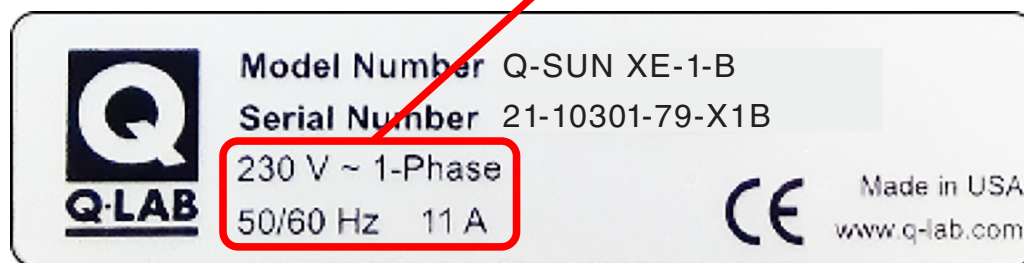 Model Number Q-SUN XE-1-B
Serial Number 21-10301-79-X1B
230 V ~ 1-Phase
50/60 Hz 11 A
Q-LAB
CE
Made in USA
www.q-lab.com